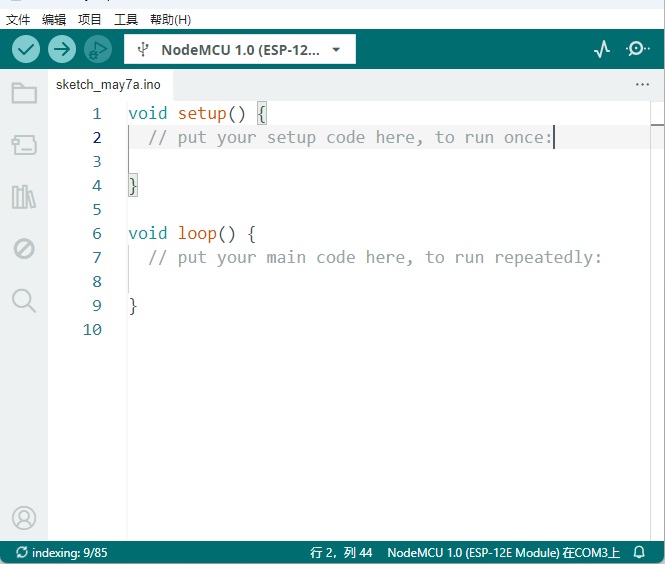 文件 编辑 项目 工具 帮助(H)
NodeMCU 1.0 (ESP-12...
sketch_may7a.ino
1 void setup() {
2 // put your setup code here, to run once:
3
4 }
5
6 void loop() {
7 // put your main code here, to run repeatedly:
8
9 }
10
indexing: 9/85 行 2，列 44 NodeMCU 1.0 (ESP-12E Module) 在COM3上